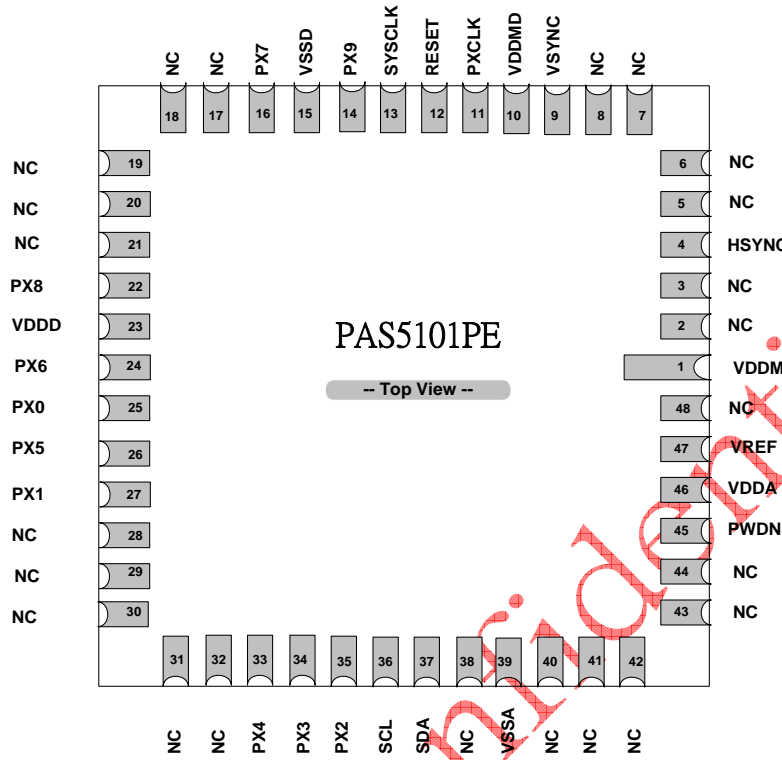 NC
NC
PX7
VSSD
PX9
SYSCLK
RESET
PXCLK
VDDMD
VSYNC
NC
NC
18
17
16
15
14
13
12
11
10
9
8
7
NC 19
NC 20
NC 21
PX8 22
VDDD 23
PX6 24
PX0 25
PX5 26
PX1 27
NC 28
NC 29
NC 30
6 NC
5 NC
4 HSYNC
3 NC
2 NC
1 VDDM
48 NC
47 VREF
46 VDDA
45 PWDN
44 NC
43 NC
PAS5101PE
-- Top View --
31
32
33
34
35
36
37
38
39
40
41
42
NC
NC
PX4
PX3
PX2
SCL
SDA
NC
VSSA
NC
NC
NC
nfidenti